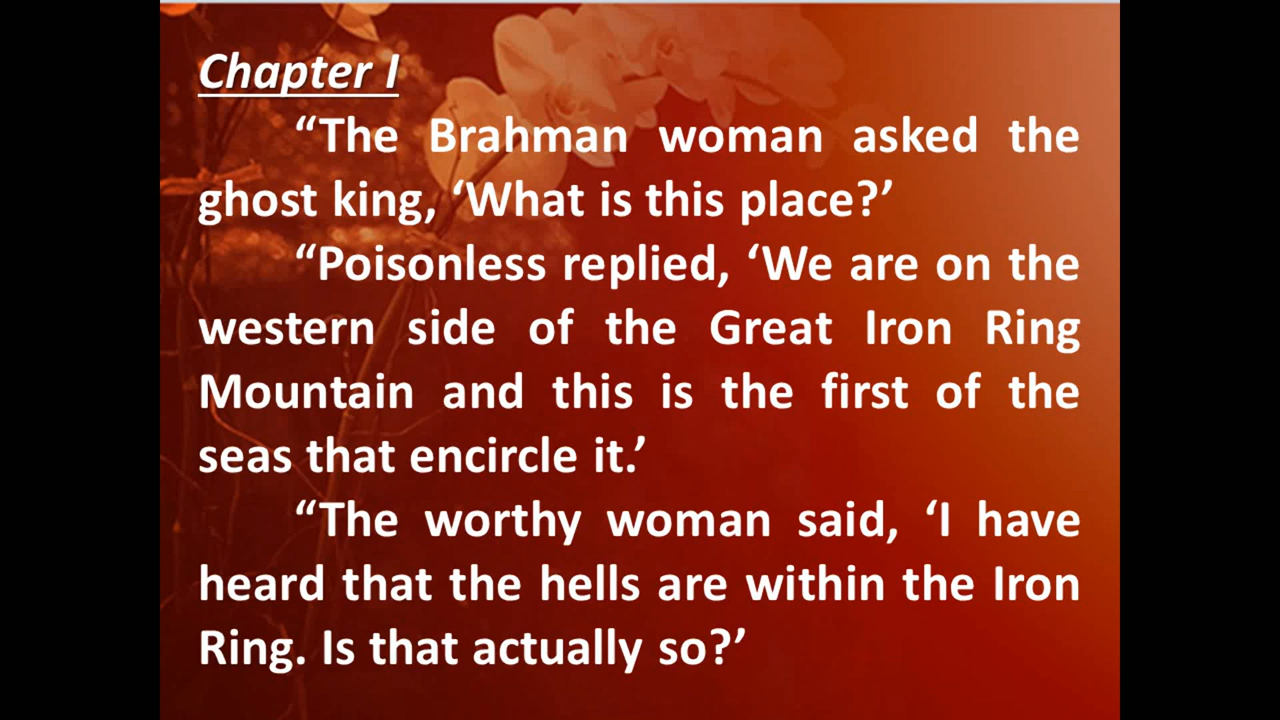 Chapter I
“The Brahman woman asked the
ghost king, ‘What is this place?’
“Poisonless replied, ‘We are on the
western side of the Great Iron Ring
Mountain and this is the first of the
seas that encircle it.’
“The worthy woman said, ‘I have
heard that the hells are within the Iron
Ring. Is that actually so?’